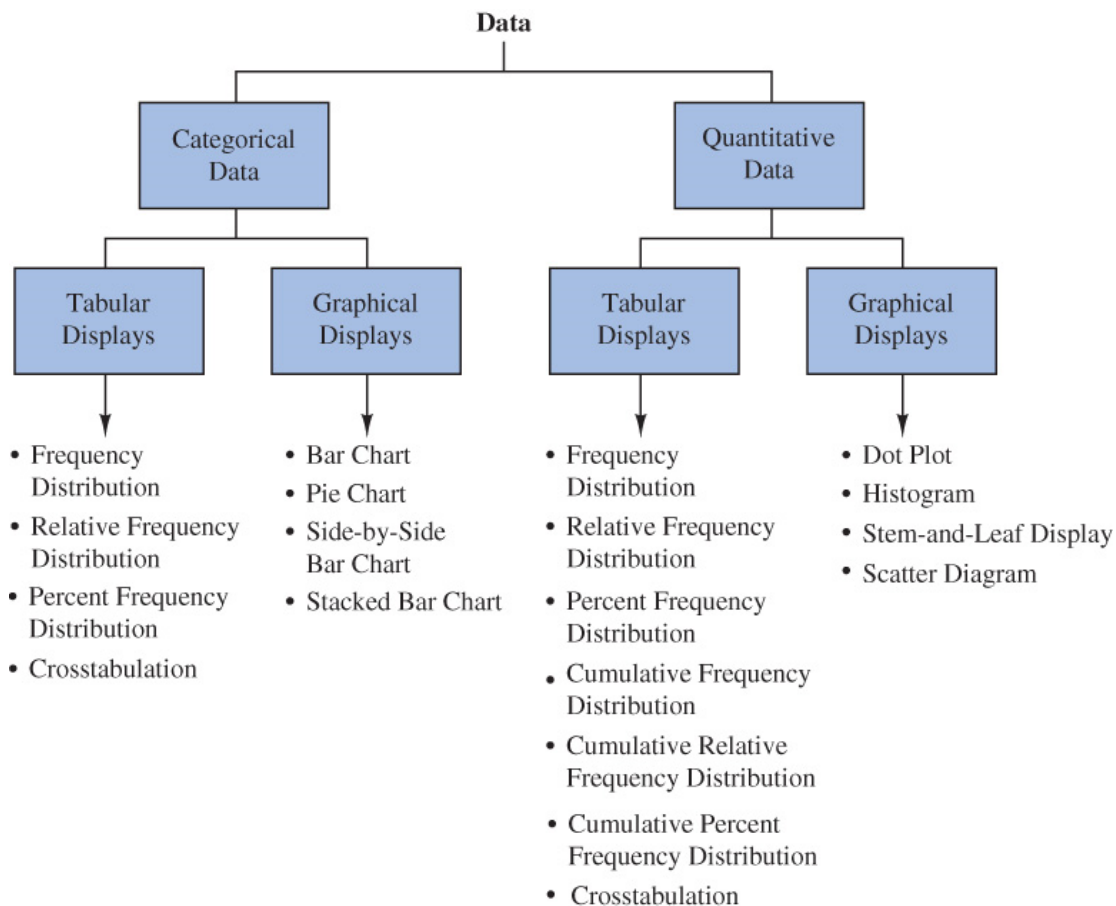 Data
Categorical
Data
Quantitative
Data
Tabular
Displays
Graphical
Displays
Tabular
Displays
Graphical
Displays
• Frequency
Distribution
• Relative Frequency
Distribution
• Percent Frequency
Distribution
• Crosstabulation
• Bar Chart
• Pie Chart
• Side-by-Side
Bar Chart
• Stacked Bar Chart
• Frequency
Distribution
• Relative Frequency
Distribution
• Percent Frequency
Distribution
• Cumulative Frequency
Distribution
• Cumulative Relative
Frequency Distribution
• Cumulative Percent
Frequency Distribution
• Crosstabulation
• Dot Plot
• Histogram
• Stem-and-Leaf Display
• Scatter Diagram